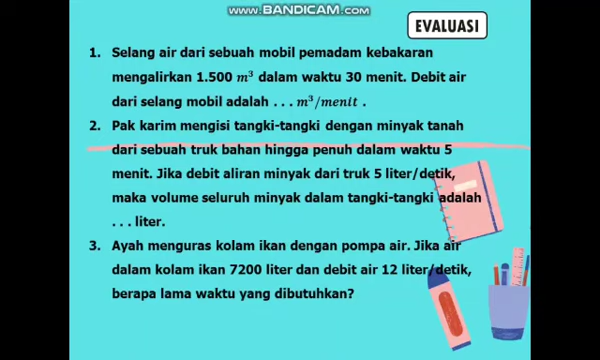 www.BANDICAM.com
EVALUASI
1. Selang air dari sebuah mobil pemadam kebakaran
mengalirkan 1.500 m³ dalam waktu 30 menit. Debit air
dari selang mobil adalah . . . m³/menit .
2. Pak karim mengisi tangki-tangki dengan minyak tanah
dari sebuah truk bahan hingga penuh dalam waktu 5
menit. Jika debit aliran minyak dari truk 5 liter/detik,
maka volume seluruh minyak dalam tangki-tangki adalah
. . . liter.
3. Ayah menguras kolam ikan dengan pompa air. Jika air
dalam kolam ikan 7200 liter dan debit air 12 liter/detik,
berapa lama waktu yang dibutuhkan?